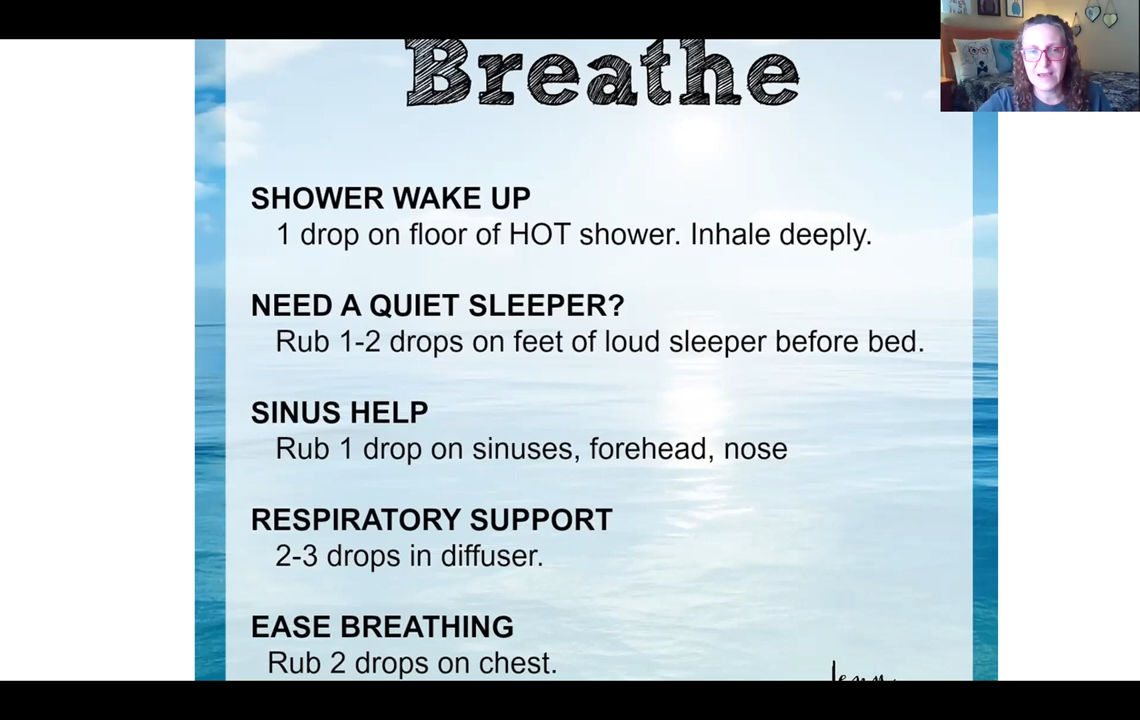 Breathe
SHOWER WAKE UP
1 drop on floor of HOT shower. Inhale deeply.
NEED A QUIET SLEEPER?
Rub 1-2 drops on feet of loud sleeper before bed.
SINUS HELP
Rub 1 drop on sinuses, forehead, nose
RESPIRATORY SUPPORT
2-3 drops in diffuser.
EASE BREATHING
Rub 2 drops on chest.